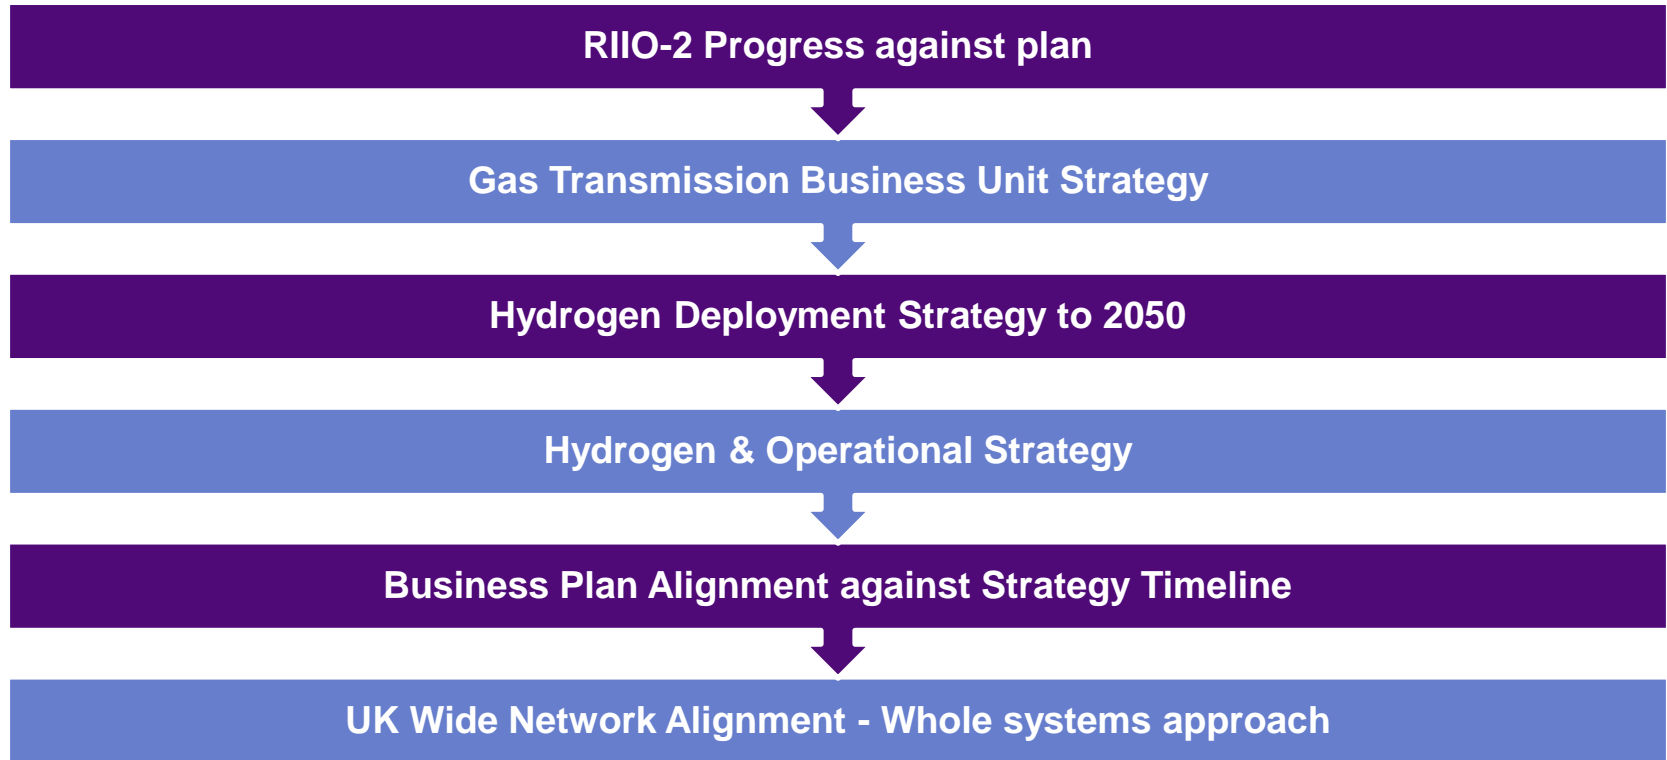 RIIO-2 Progress against plan
Gas Transmission Business Unit Strategy
Hydrogen Deployment Strategy to 2050
Hydrogen & Operational Strategy
Business Plan Alignment against Strategy Timeline
UK Wide Network Alignment - Whole systems approach